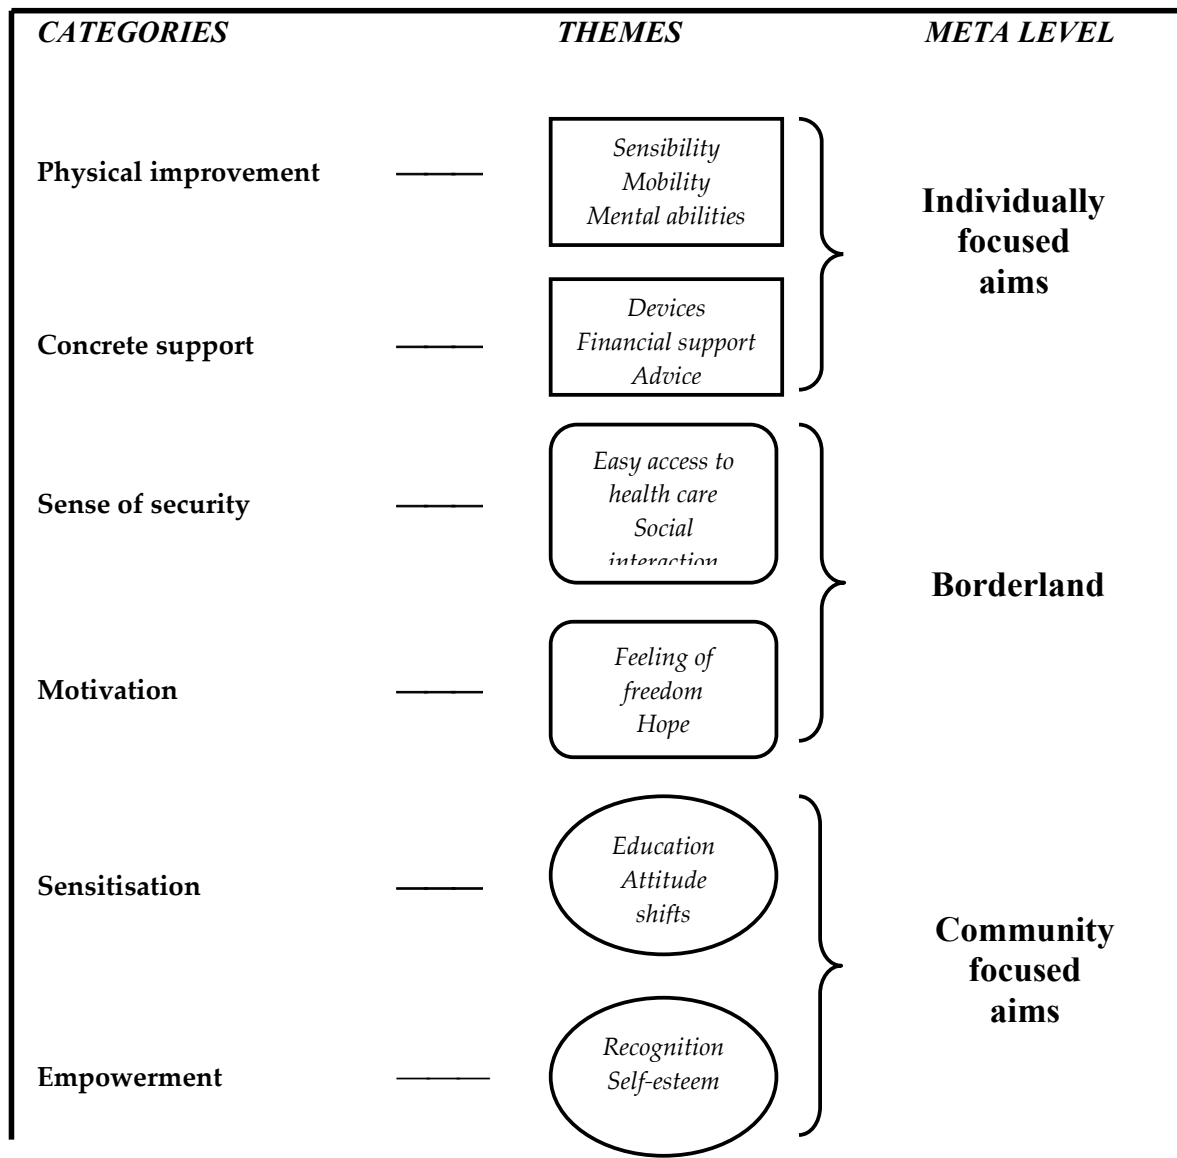 CATEGORIES THEMES META LEVEL
Physical improvement
Sensibility
Mobility
Mental abilities
Individually
focused
aims
Concrete support
Devices
Financial support
Advice
Sense of security
Easy access to
health care
Social
interaction
Borderland
Motivation
Feeling of
freedom
Hope
Sensitisation
Education
Attitude
shifts
Community
focused
aims
Empowerment
Recognition
Self-esteem